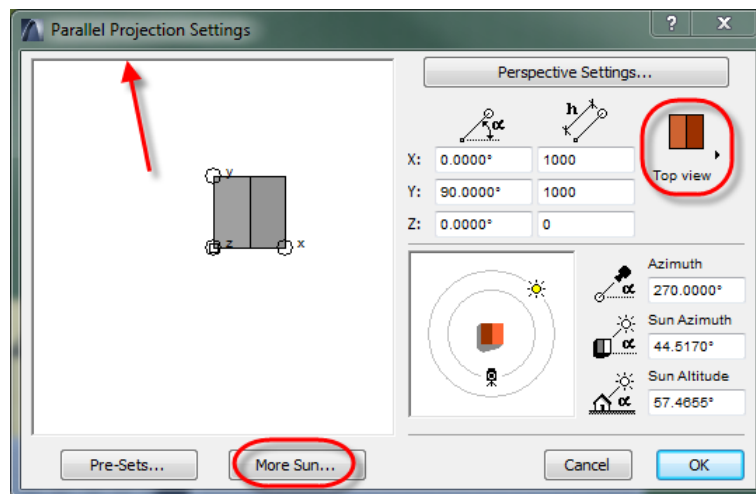 Parallel Projection Settings
? x
Perspective Settings...
α h
X: 0.0000° 1000
Top view
Y: 90.0000° 1000
Z: 0.0000° 0
y
z x
Azimuth
α 270.0000°
Sun Azimuth
α 44.5170°
Sun Altitude
α 57.4655°
Pre-Sets... More Sun... Cancel OK